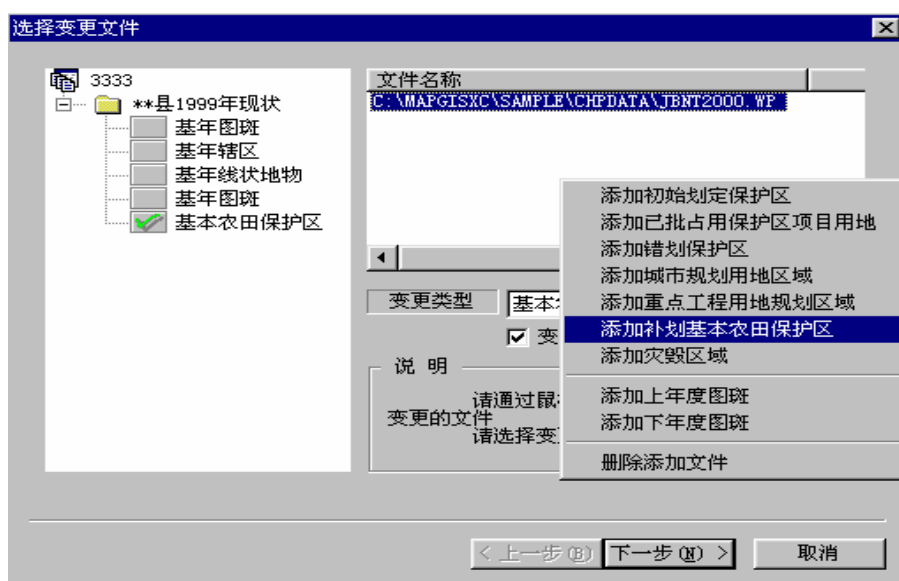 选择变更文件
3333
**县1999年现状
基年图斑
基年辖区
基年线状地物
基年图斑
基本农田保护区
文件名称
C:\MAPGISXC\SAMPLE\CHPDATA\JBNT2000.WP
添加初始划定保护区
添加已批占用保护区项目用地
添加错划保护区
添加城市规划用地区域
添加重点工程用地规划区域
添加补划基本农田保护区
添加灾毁区域
添加上年度图斑
添加下年度图斑
删除添加文件
变更类型
基本
变
说 明
请通过鼠
变更的文件
请选择变
< 上一步(B)
下一步(N) >
取消